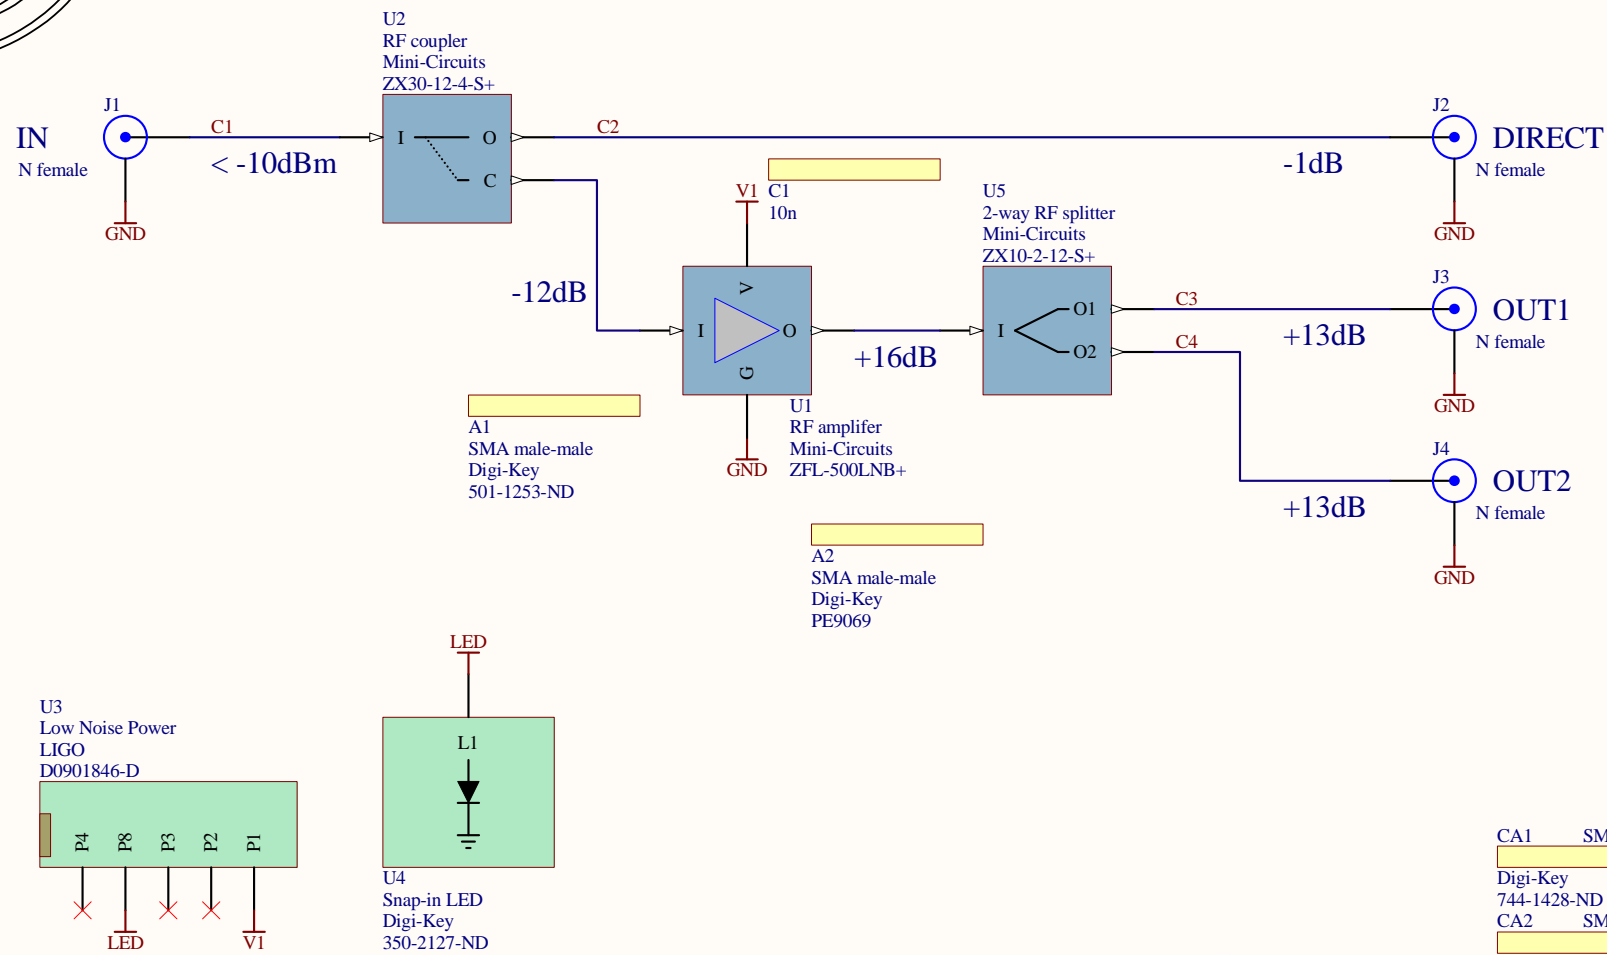 U2
RF coupler
Mini-Circuits
ZX30-12-4-S+
J1
IN
N female
C1
< -10dBm
GND
I
O
C
C2
-1dB
J2
DIRECT
N female
GND
V1
C1
10n
-12dB
V
I
O
G
GND
U1
RF amplifer
Mini-Circuits
ZFL-500LNB+
+16dB
U5
2-way RF splitter
Mini-Circuits
ZX10-2-12-S+
I
O1
O2
C3
C4
+13dB
J3
OUT1
N female
GND
+13dB
J4
OUT2
N female
GND
A1
SMA male-male
Digi-Key
501-1253-ND
A2
SMA male-male
Digi-Key
PE9069
U3
Low Noise Power
LIGO
D0901846-D
P4
P8
P3
P2
P1
LED
V1
LED
L1
U4
Snap-in LED
Digi-Key
350-2127-ND
CA1 SM
Digi-Key
744-1428-ND
CA2 SM